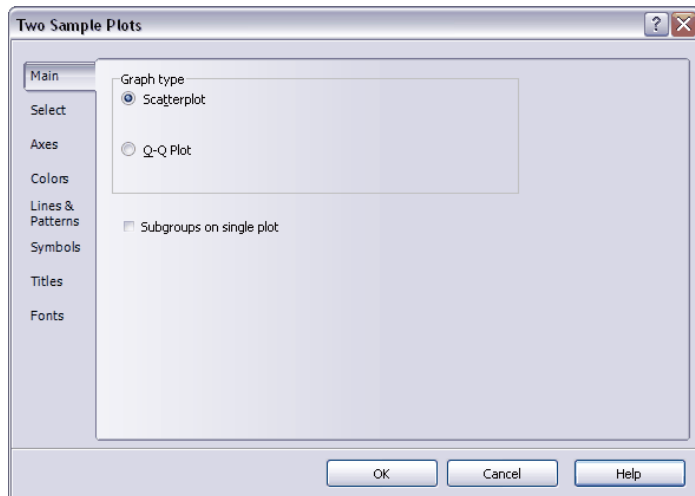 Two Sample Plots
?
Main
Select
Axes
Colors
Lines &
Patterns
Symbols
Titles
Fonts
Graph type
Scatterplot
Q-Q Plot
Subgroups on single plot
OK
Cancel
Help